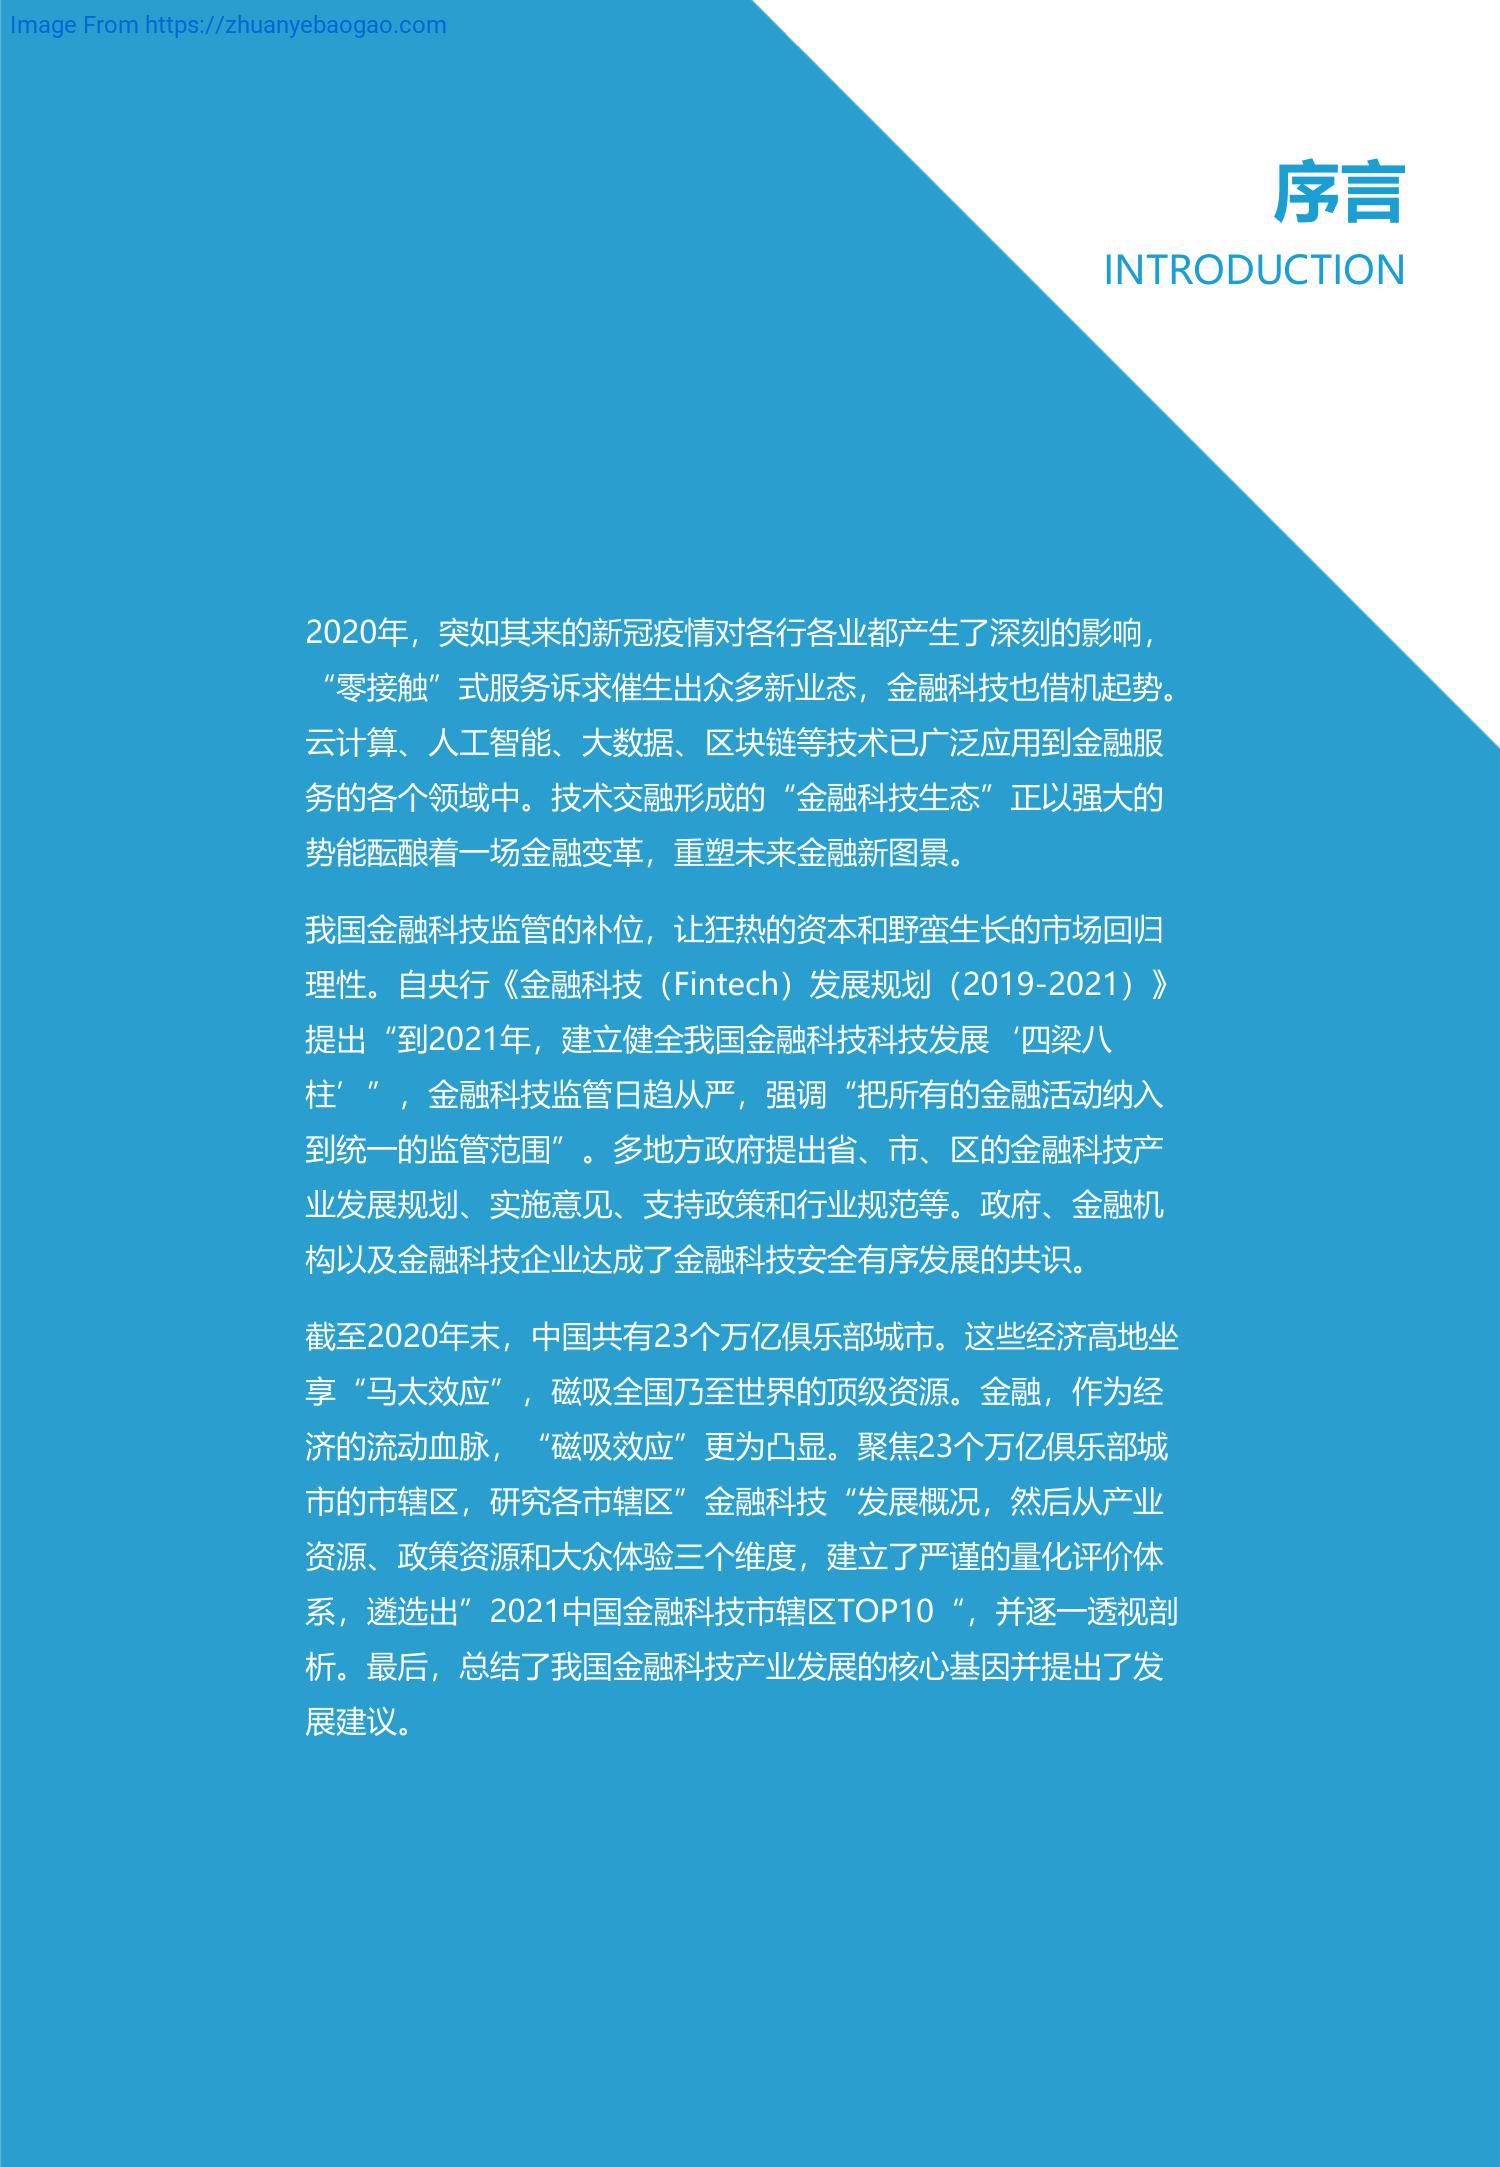 Image From https://zhuanyebaogao.com
序言
INTRODUCTION
2020年，突如其来的新冠疫情对各行各业都产生了深刻的影响，
“零接触”式服务诉求催生出众多新业态，金融科技也借机起势。
云计算、人工智能、大数据、区块链等技术已广泛应用到金融服
务的各个领域中。技术交融形成的“金融科技生态”正以强大的
势能酝酿着一场金融变革，重塑未来金融新图景。
我国金融科技监管的补位，让狂热的资本和野蛮生长的市场回归
理性。自央行《金融科技（Fintech）发展规划（2019-2021）》
提出“到2021年，建立健全我国金融科技科技发展‘四梁八
柱’”，金融科技监管日趋从严，强调“把所有的金融活动纳入
到统一的监管范围”。多地方政府提出省、市、区的金融科技产
业发展规划、实施意见、支持政策和行业规范等。政府、金融机
构以及金融科技企业达成了金融科技安全有序发展的共识。
截至2020年末，中国共有23个万亿俱乐部城市。这些经济高地坐
享“马太效应”，磁吸全国乃至世界的顶级资源。金融，作为经
济的流动血脉，“磁吸效应”更为凸显。聚焦23个万亿俱乐部城
市的市辖区，研究各市辖区”金融科技“发展概况，然后从产业
资源、政策资源和大众体验三个维度，建立了严谨的量化评价体
系，遴选出”2021中国金融科技市辖区TOP10“，并逐一透视剖
析。最后，总结了我国金融科技产业发展的核心基因并提出了发
展建议。